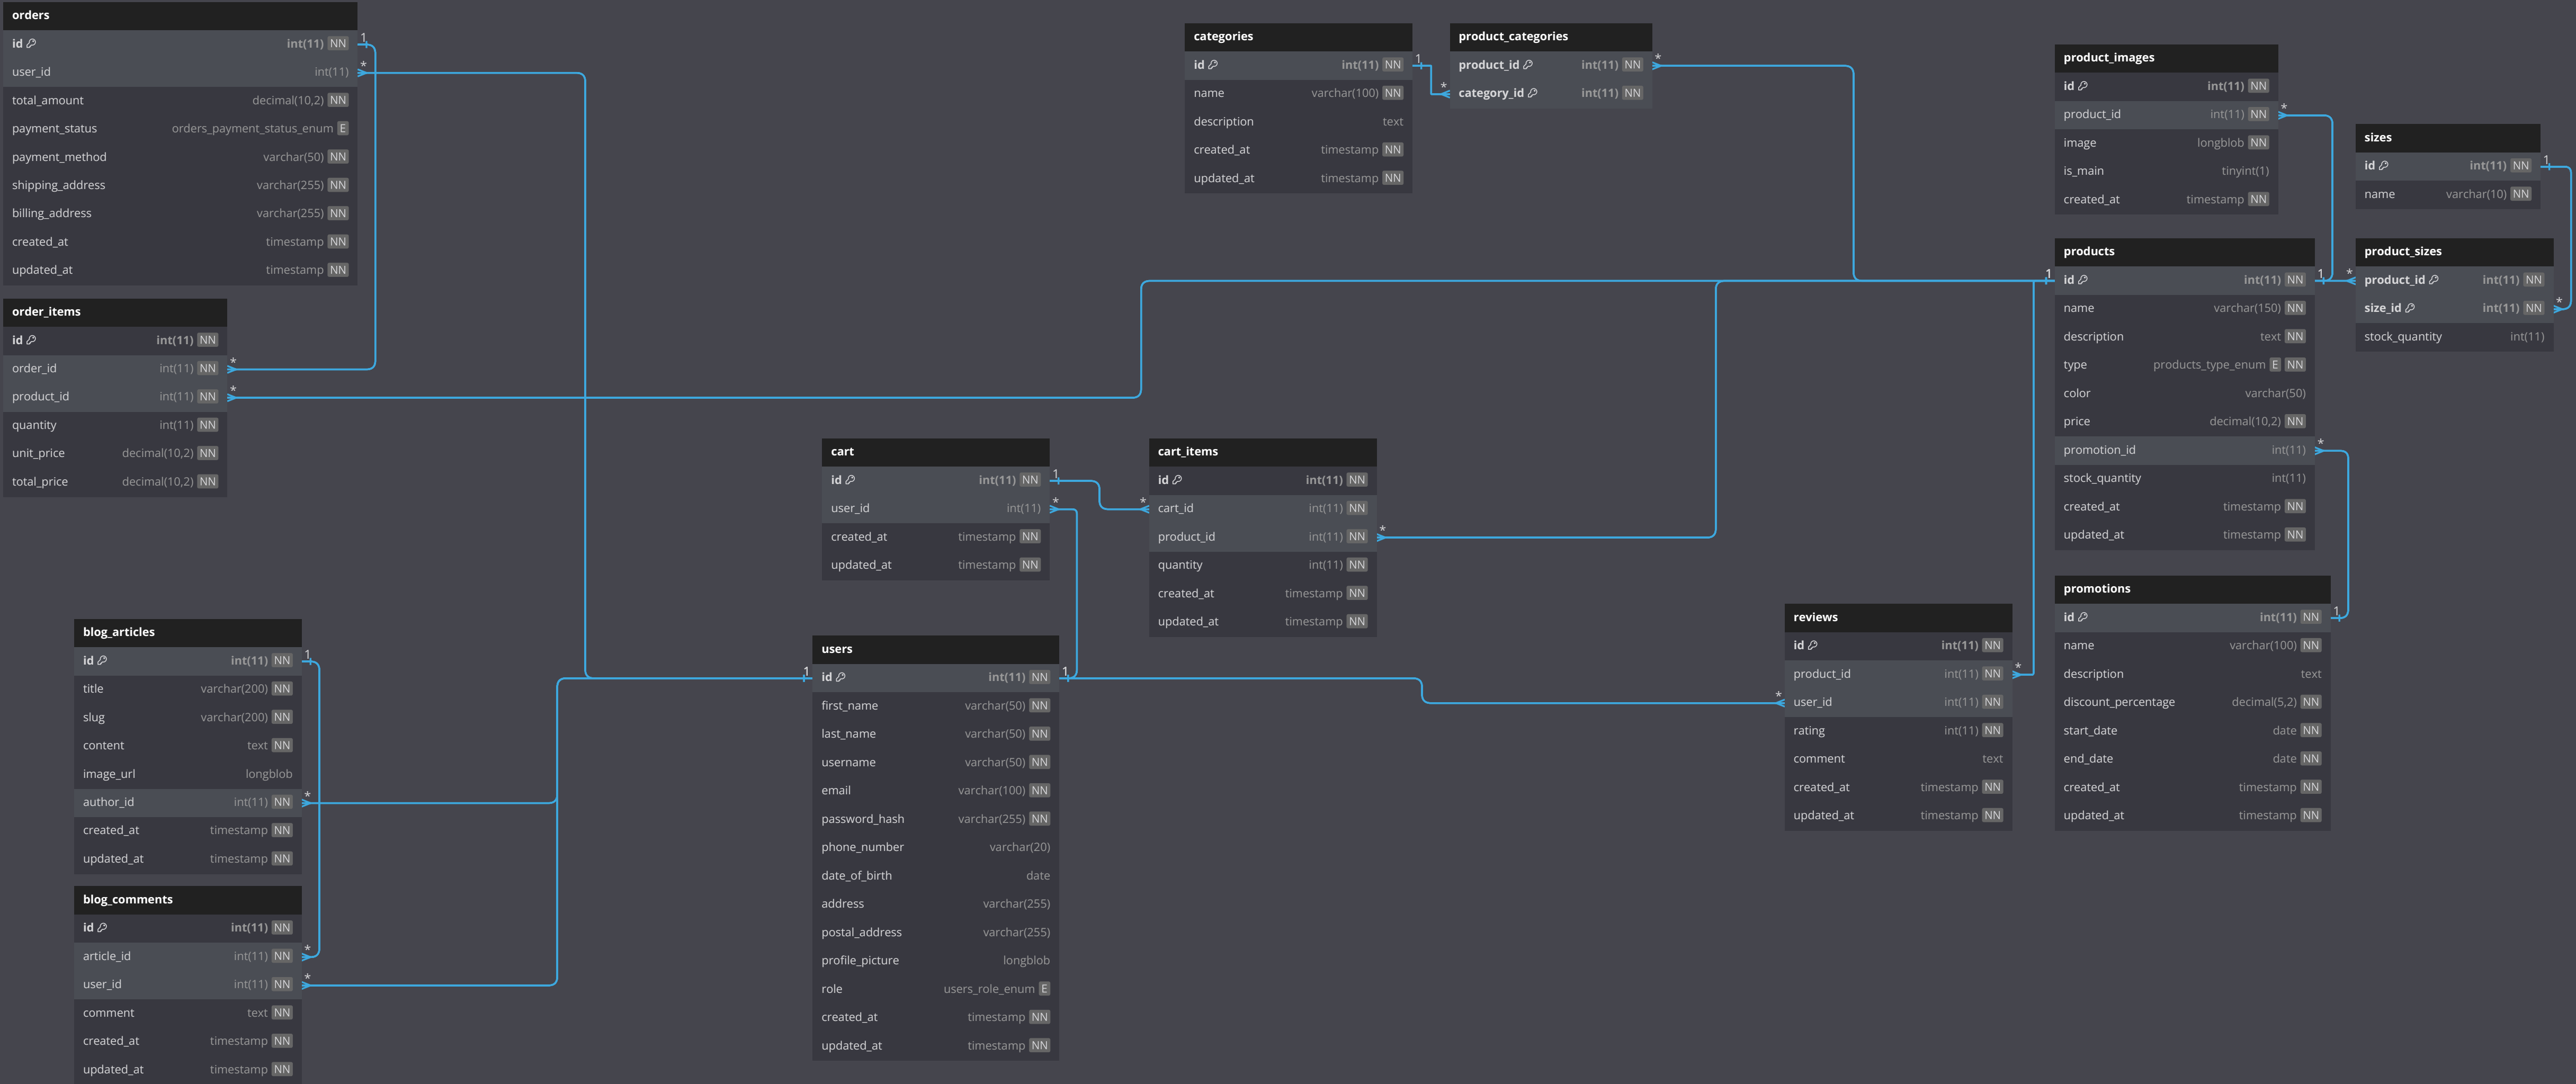 orders
id int(11) NN
user_id int(11)
total_amount decimal(10,2) NN
payment_status orders_payment_status_enum E
payment_method varchar(50) NN
shipping_address varchar(255) NN
billing_address varchar(255) NN
created_at timestamp NN
updated_at timestamp NN
1
*
order_items
id int(11) NN
order_id int(11) NN
product_id int(11) NN
quantity int(11) NN
unit_price decimal(10,2) NN
total_price decimal(10,2) NN
*
*
categories
id int(11) NN
name varchar(100) NN
description text
created_at timestamp NN
updated_at timestamp NN
1
product_categories
product_id int(11) NN
category_id int(11) NN
*
*
product_images
id int(11) NN
product_id int(11) NN
image longblob NN
is_main tinyint(1)
created_at timestamp NN
*
sizes
id int(11) NN
name varchar(10) NN
1
products
id int(11) NN
name varchar(150) NN
description text NN
type products_type_enum E NN
color varchar(50)
price decimal(10,2) NN
promotion_id int(11)
stock_quantity int(11)
created_at timestamp NN
updated_at timestamp NN
1
1
*
product_sizes
product_id int(11) NN
size_id int(11) NN
stock_quantity int(11)
*
*
cart
id int(11) NN
user_id int(11)
created_at timestamp NN
updated_at timestamp NN
1
*
cart_items
id int(11) NN
cart_id int(11) NN
product_id int(11) NN
quantity int(11) NN
created_at timestamp NN
updated_at timestamp NN
*
*
blog_articles
id int(11) NN
title varchar(200) NN
slug varchar(200) NN
content text NN
image_url longblob
author_id int(11) NN
created_at timestamp NN
updated_at timestamp NN
1
*
blog_comments
id int(11) NN
article_id int(11) NN
user_id int(11) NN
comment text NN
created_at timestamp NN
updated_at timestamp NN
*
*
users
id int(11) NN
first_name varchar(50) NN
last_name varchar(50) NN
username varchar(50) NN
email varchar(100) NN
password_hash varchar(255) NN
phone_number varchar(20)
date_of_birth date
address varchar(255)
postal_address varchar(255)
profile_picture longblob
role users_role_enum E
created_at timestamp NN
updated_at timestamp NN
1
1
reviews
id int(11) NN
product_id int(11) NN
user_id int(11) NN
rating int(11) NN
comment text
created_at timestamp NN
updated_at timestamp NN
*
*
promotions
id int(11) NN
name varchar(100) NN
description text
discount_percentage decimal(5,2) NN
start_date date NN
end_date date NN
created_at timestamp NN
updated_at timestamp NN
1